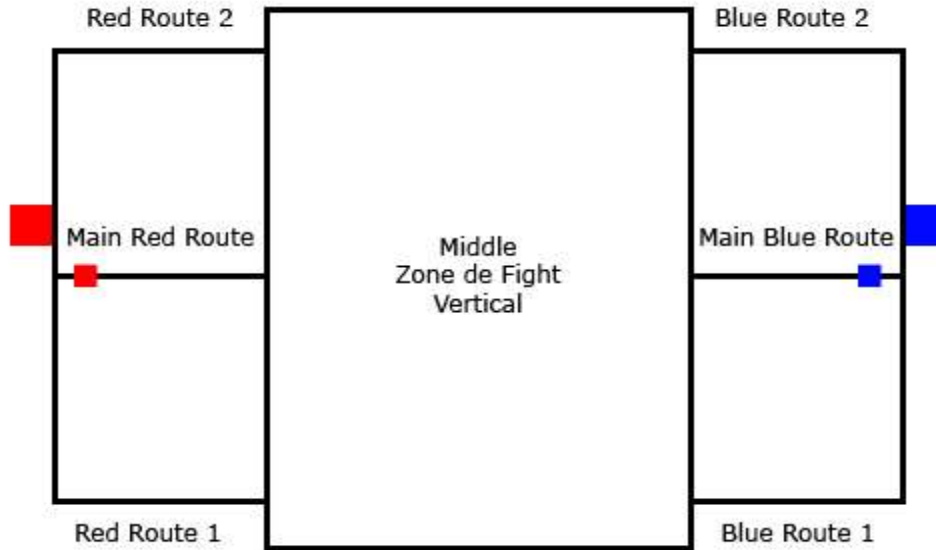 Red Route 2
Blue Route 2
Main Red Route
Main Blue Route
Middle
Zone de Fight
Vertical
Red Route 1
Blue Route 1